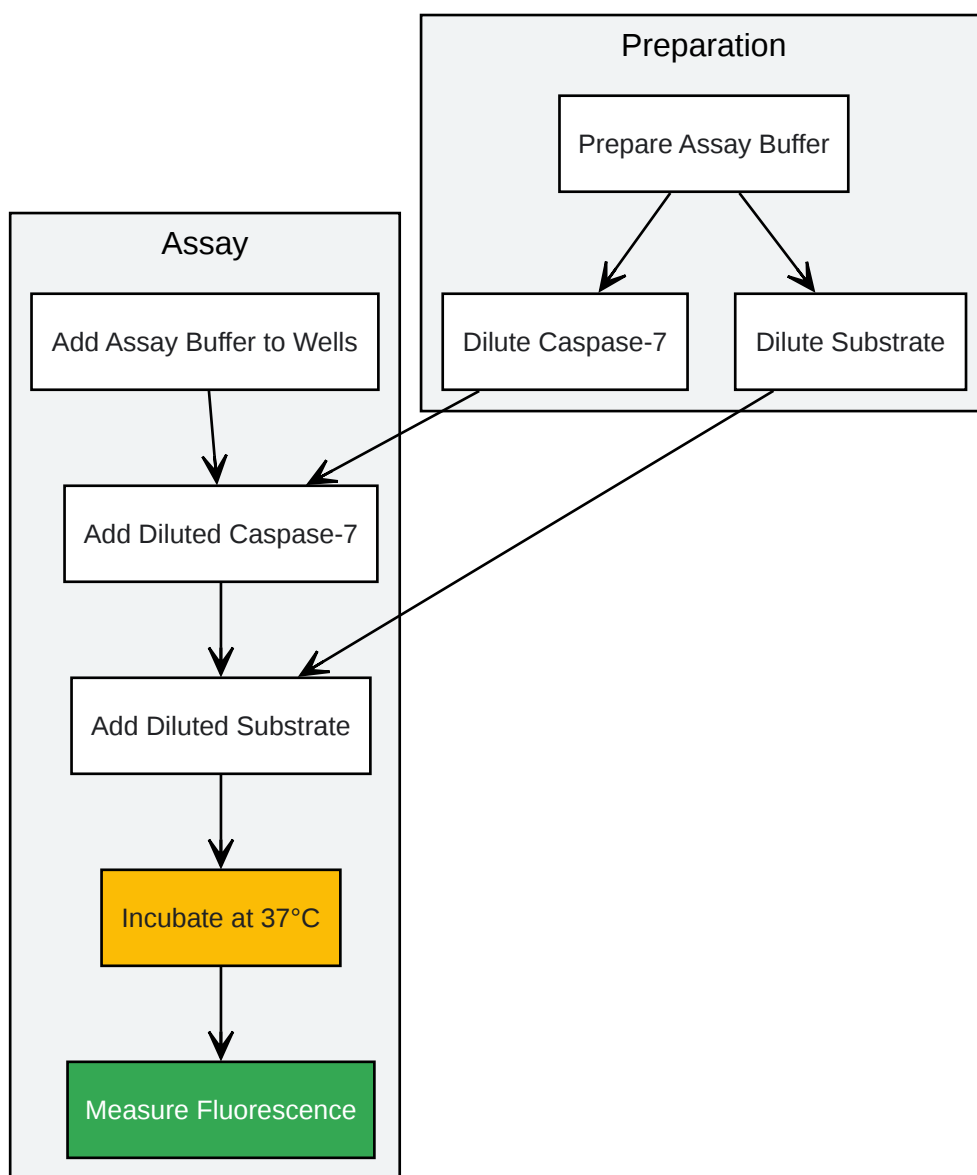 Preparation
Prepare Assay Buffer
Dilute Caspase-7
Dilute Substrate
Assay
Add Assay Buffer to Wells
Add Diluted Caspase-7
Add Diluted Substrate
Incubate at 37°C
Measure Fluorescence